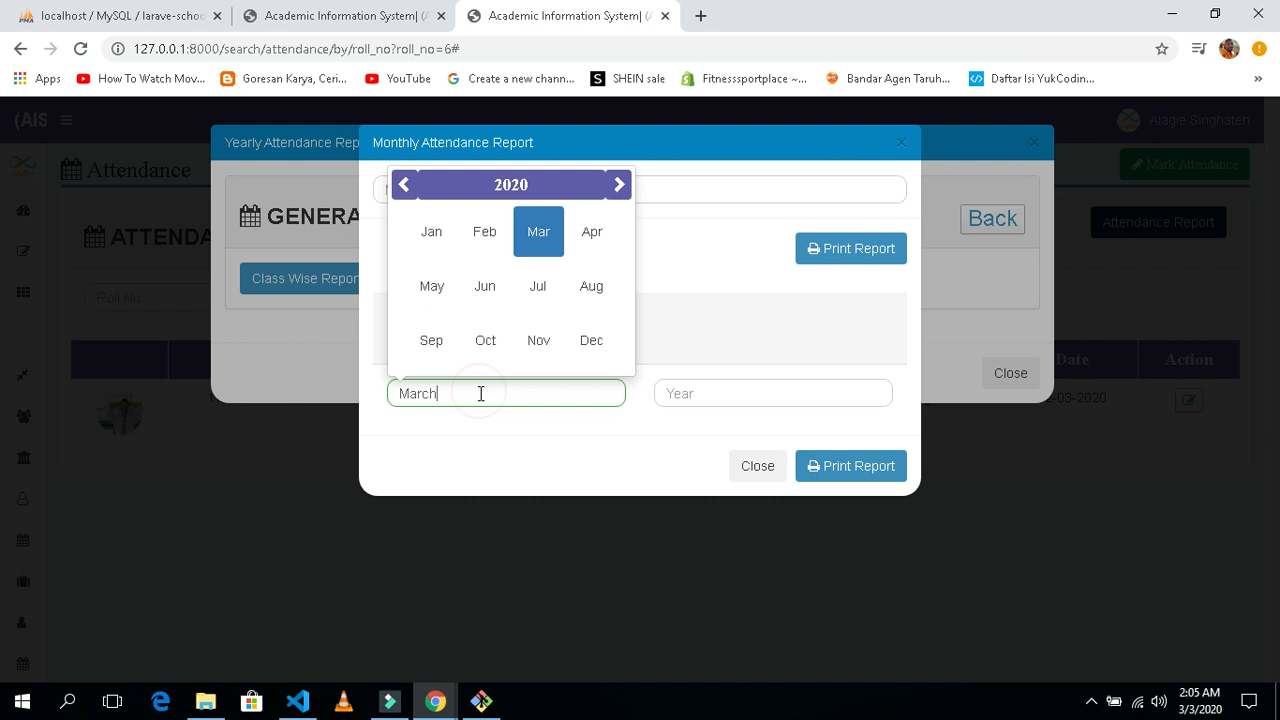 localhost / MySQL / larave-schoo
Academic Information System| (A
Academic Information System| (A
127.0.0.1:8000/search/attendance/by/roll_no?roll_no=6#
Apps
How To Watch Mov...
Goresan Karya, Ceri...
YouTube
Create a new chann...
SHEIN sale
Fitnesssportplace ~...
Bandar Agen Taruh...
Daftar Isi YukCodin...
»
(AIS
Alagie Singhateh
Yearly Attendance Rep
Monthly Attendance Report
×
×
Attendance
Mark Attendance
2020
GENERA
Back
Attendance Report
ATTEND
Jan Feb Mar Apr
Print Report
Class Wise Repor
May Jun Jul Aug
Roll No
Sep Oct Nov Dec
Date
Action
Close
March
Year
-03-2020
Close
Print Report
2:05 AM
3/3/2020